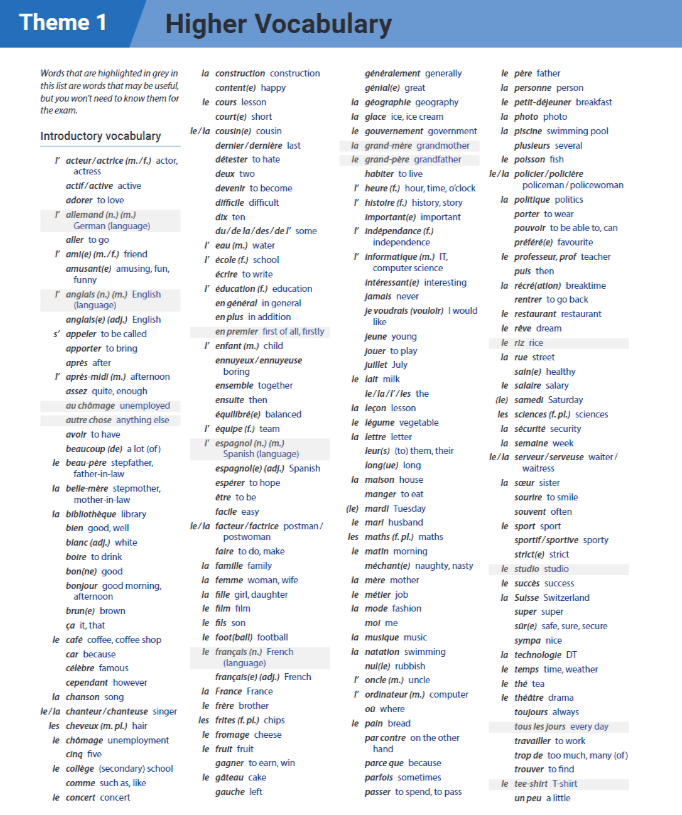 Theme 1 Higher Vocabulary
Words that are highlighted in grey in
this list are words that may be useful,
but you won't need to know them for
the exam.
Introductory vocabulary
l' acteur/actrice (m./f.) actor,
actress
actif/active active
adorer to love
l' allemand (n.) (m.)
German (language)
aller to go
l' ami(e) (m./f.) friend
amusant(e) amusing, fun,
funny
l' anglais (n.) (m.) English
(language)
anglais(e) (adj.) English
s' appeler to be called
apporter to bring
après after
l' après-midi (m.) afternoon
assez quite, enough
au chômage unemployed
autre chose anything else
avoir to have
beaucoup (de) a lot (of)
le beau-père stepfather,
father-in-law
la belle-mère stepmother,
mother-in-law
la bibliothèque library
bien good, well
blanc (adj.) white
boire to drink
bon(ne) good
bonjour good morning,
afternoon
brun(e) brown
ça it, that
le café coffee, coffee shop
car because
célèbre famous
cependant however
la chanson song
le/la chanteur/chanteuse singer
les cheveux (m. pl.) hair
le chômage unemployment
cinq five
le collège (secondary) school
comme such as, like
le concert concert
la construction construction
content(e) happy
le cours lesson
court(e) short
le/la cousin(e) cousin
dernier/dernière last
détester to hate
deux two
devenir to become
difficile difficult
dix ten
du/de la/des/de l' some
l' eau (m.) water
l' école (f.) school
écrire to write
l' éducation (f.) education
en général in general
en plus in addition
en premier first of all, firstly
l' enfant (m.) child
ennuyeux/ennuyeuse
boring
ensemble together
ensuite then
équilibré(e) balanced
l' équipe (f.) team
l' espagnol (n.) (m.)
Spanish (language)
espagnol(e) (adj.) Spanish
espérer to hope
être to be
facile easy
le/la facteur/factrice postman/
postwoman
faire to do, make
la famille family
la femme woman, wife
la fille girl, daughter
le film film
le fils son
le foot(ball) football
le français (n.) French
(language)
français(e) (adj.) French
la France France
le frère brother
les frites (f. pl.) chips
le fromage cheese
le fruit fruit
gagner to earn, win
le gâteau cake
gauche left
généralement generally
génial(e) great
la géographie geography
la glace ice, ice cream
le gouvernement government
la grand-mère grandmother
le grand-père grandfather
habiter to live
l' heure (f.) hour, time, o'clock
l' histoire (f.) history, story
important(e) important
l' indépendance (f.)
independence
l' informatique (m.) IT,
computer science
intéressant(e) interesting
jamais never
je voudrais (vouloir) I would
like
jeune young
jouer to play
juillet July
le lait milk
le/la/l'/les the
la leçon lesson
le légume vegetable
la lettre letter
leur(s) (to) them, their
long(ue) long
la maison house
manger to eat
(le) mardi Tuesday
le mari husband
les maths (f. pl.) maths
le matin morning
méchant(e) naughty, nasty
la mère mother
le métier job
la mode fashion
moi me
la musique music
la natation swimming
nul(le) rubbish
l' oncle (m.) uncle
l' ordinateur (m.) computer
où where
le pain bread
par contre on the other
hand
parce que because
parfois sometimes
passer to spend, to pass
le père father
la personne person
le petit-déjeuner breakfast
la photo photo
la piscine swimming pool
plusieurs several
le poisson fish
le/la policier/policière
policeman/policewoman
la politique politics
porter to wear
pouvoir to be able to, can
préféré(e) favourite
le professeur, prof teacher
puis then
la récré(ation) breaktime
rentrer to go back
le restaurant restaurant
le rêve dream
le riz rice
la rue street
sain(e) healthy
le salaire salary
(le) samedi Saturday
les sciences (f. pl.) sciences
la sécurité security
la semaine week
le/la serveur/serveuse waiter/
waitress
la sœur sister
sourire to smile
souvent often
le sport sport
sportif/sportive sporty
strict(e) strict
le studio studio
le succès success
la Suisse Switzerland
super super
sûr(e) safe, sure, secure
sympa nice
la technologie DT
le temps time, weather
le thé tea
le théâtre drama
toujours always
tous les jours every day
travailler to work
trop de too much, many (of)
trouver to find
le tee-shirt T-shirt
un peu a little